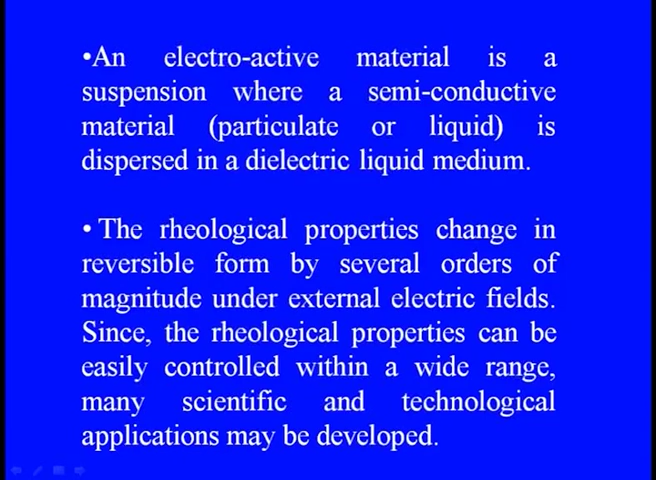 •An electro-active material is a
suspension where a semi-conductive
material (particulate or liquid) is
dispersed in a dielectric liquid medium.
• The rheological properties change in
reversible form by several orders of
magnitude under external electric fields.
Since, the rheological properties can be
easily controlled within a wide range,
many scientific and technological
applications may be developed.